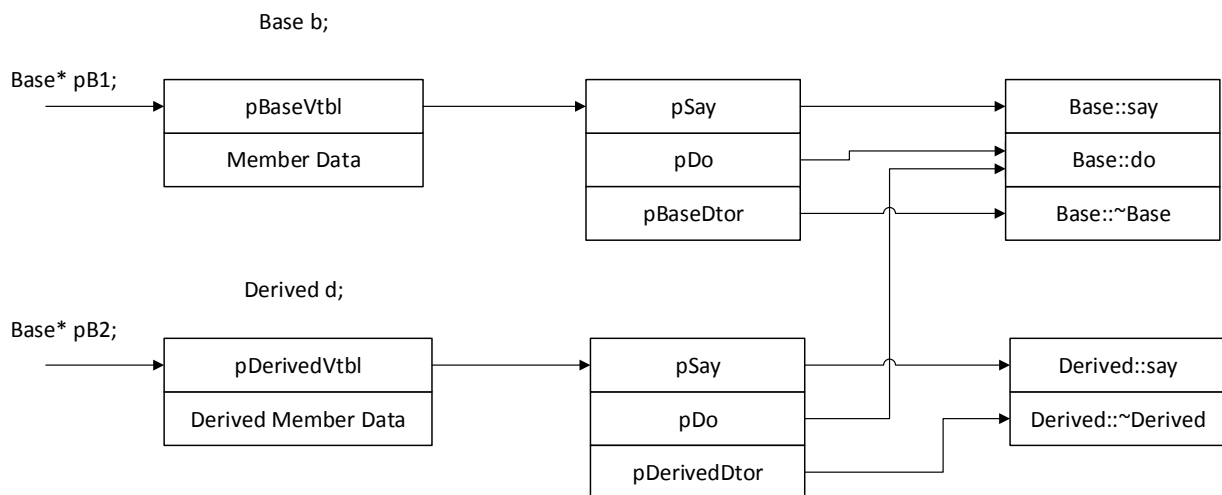 Base b;
Base* pB1;
pBaseVtbl
Member Data
pSay
pDo
pBaseDtor
Base::say
Base::do
Base::~Base
Derived d;
Base* pB2;
pDerivedVtbl
Derived Member Data
pSay
pDo
pDerivedDtor
Derived::say
Derived::~Derived